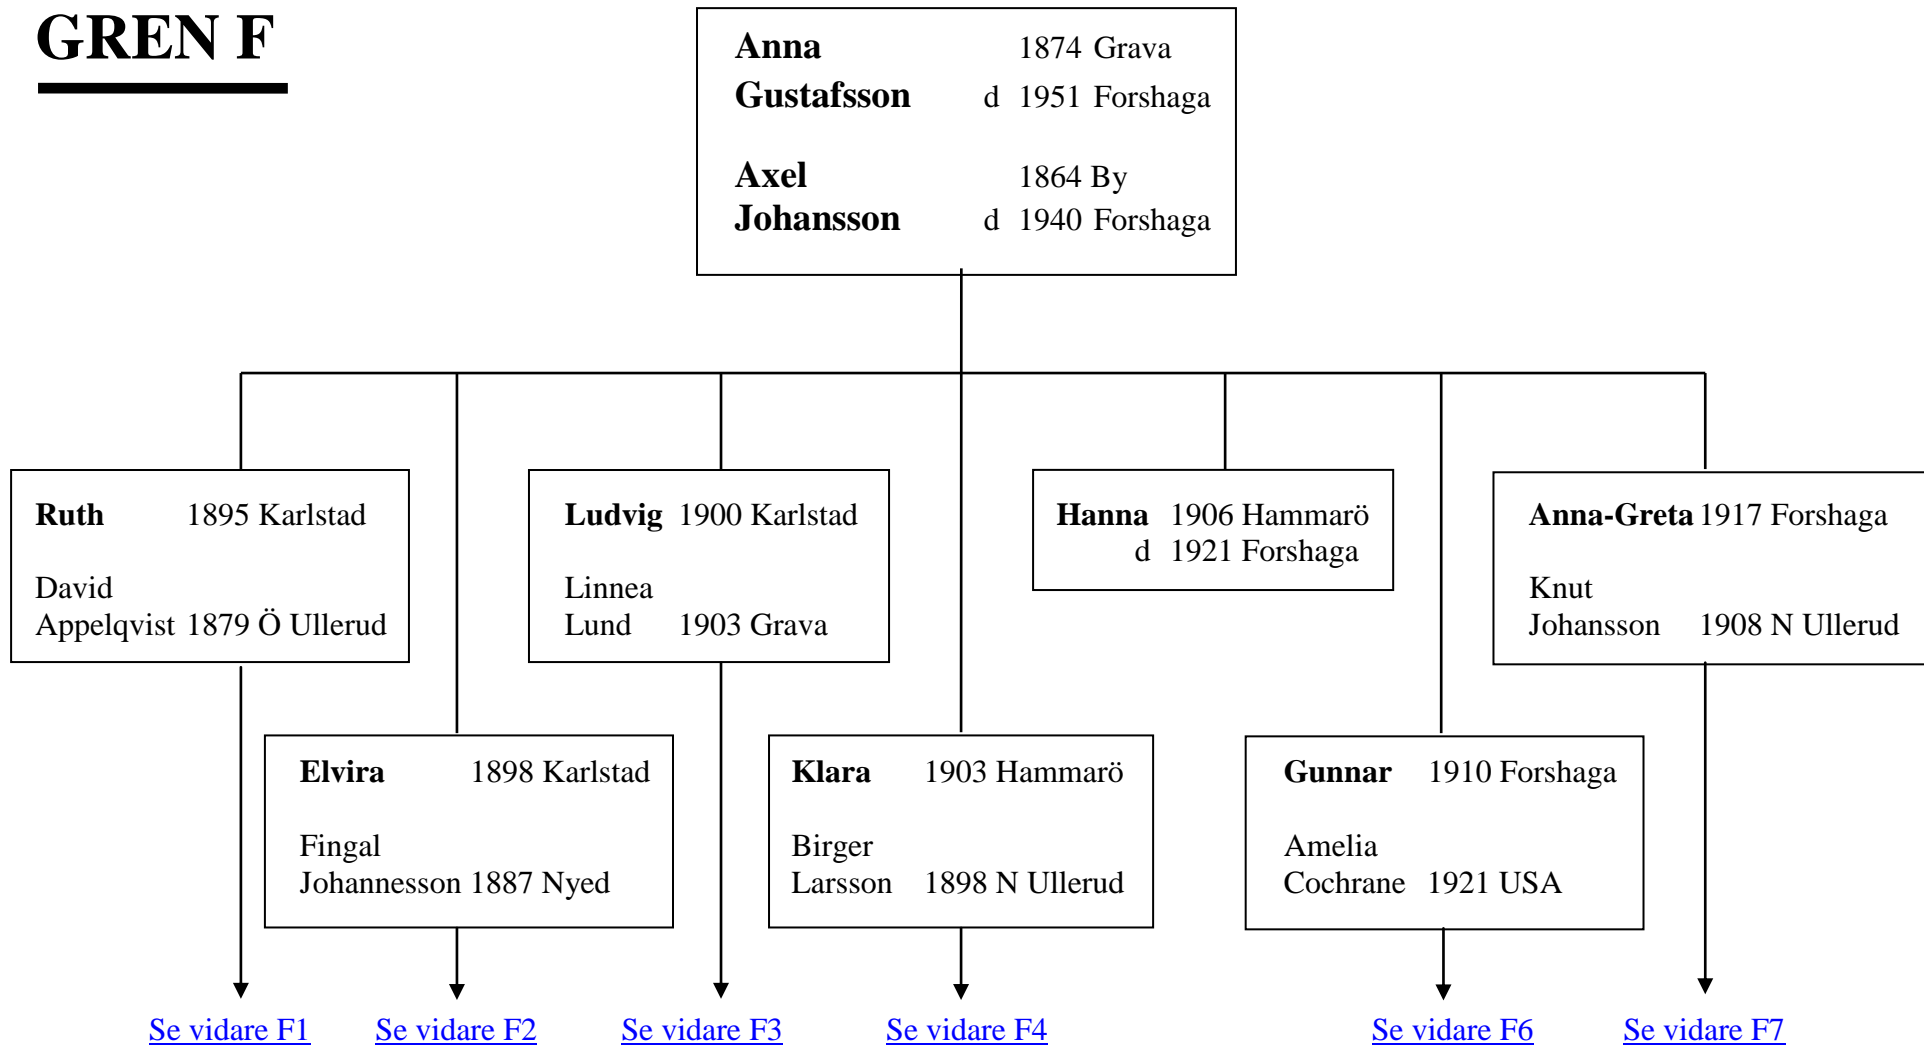 GREN F
Anna 1874 Grava
Gustafsson d 1951 Forshaga
Axel 1864 By
Johansson d 1940 Forshaga
Ruth 1895 Karlstad
David
Appelqvist 1879 Ö Ullerud
Ludvig 1900 Karlstad
Linnea
Lund 1903 Grava
Hanna 1906 Hammarö
d 1921 Forshaga
Anna-Greta 1917 Forshaga
Knut
Johansson 1908 N Ullerud
Elvira 1898 Karlstad
Fingal
Johannesson 1887 Nyed
Klara 1903 Hammarö
Birger
Larsson 1898 N Ullerud
Gunnar 1910 Forshaga
Amelia
Cochrane 1921 USA
Se vidare F1
Se vidare F2
Se vidare F3
Se vidare F4
Se vidare F6
Se vidare F7